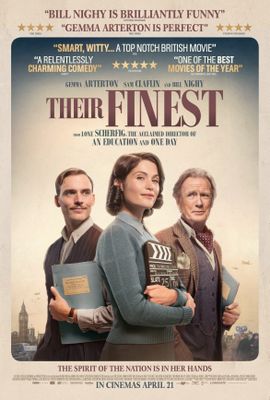 "BILL NIGHY IS BRILLIANTLY FUNNY"
"GEMMA ARTERTON IS PERFECT"
"SMART, WITTY... A TOP NOTCH BRITISH MOVIE"
"A RELENTLESSLY
CHARMING COMEDY"
"ONE OF THE BEST
MOVIES OF THE YEAR"
GEMMA ARTERTON SAM CLAFLIN AND BILL NIGHY
THEIR FINEST
FROM LONE SCHERFIG, THE ACCLAIMED DIRECTOR OF
AN EDUCATION AND ONE DAY
SLATE
THE SPIRIT OF THE NATION IS IN HER HANDS
IN CINEMAS APRIL 21